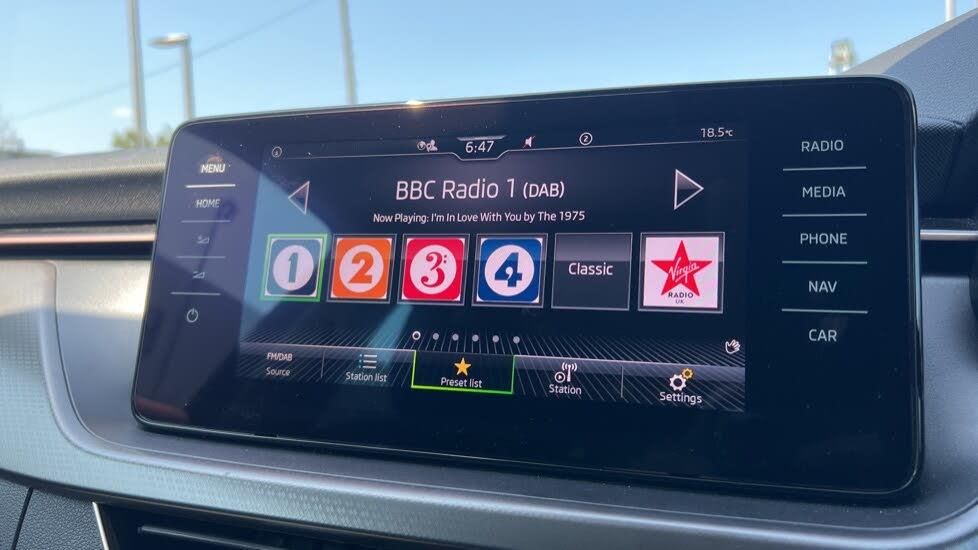 6:47
2
18.5°C
MENU
HOME
BBC Radio 1 (DAB)
Now Playing: I'm In Love With You by The 1975
1
2
3
4
Classic
Virgin
RADIO
UK
FM/DAB
Source
Station list
Preset list
Station
Settings
RADIO
MEDIA
PHONE
NAV
CAR